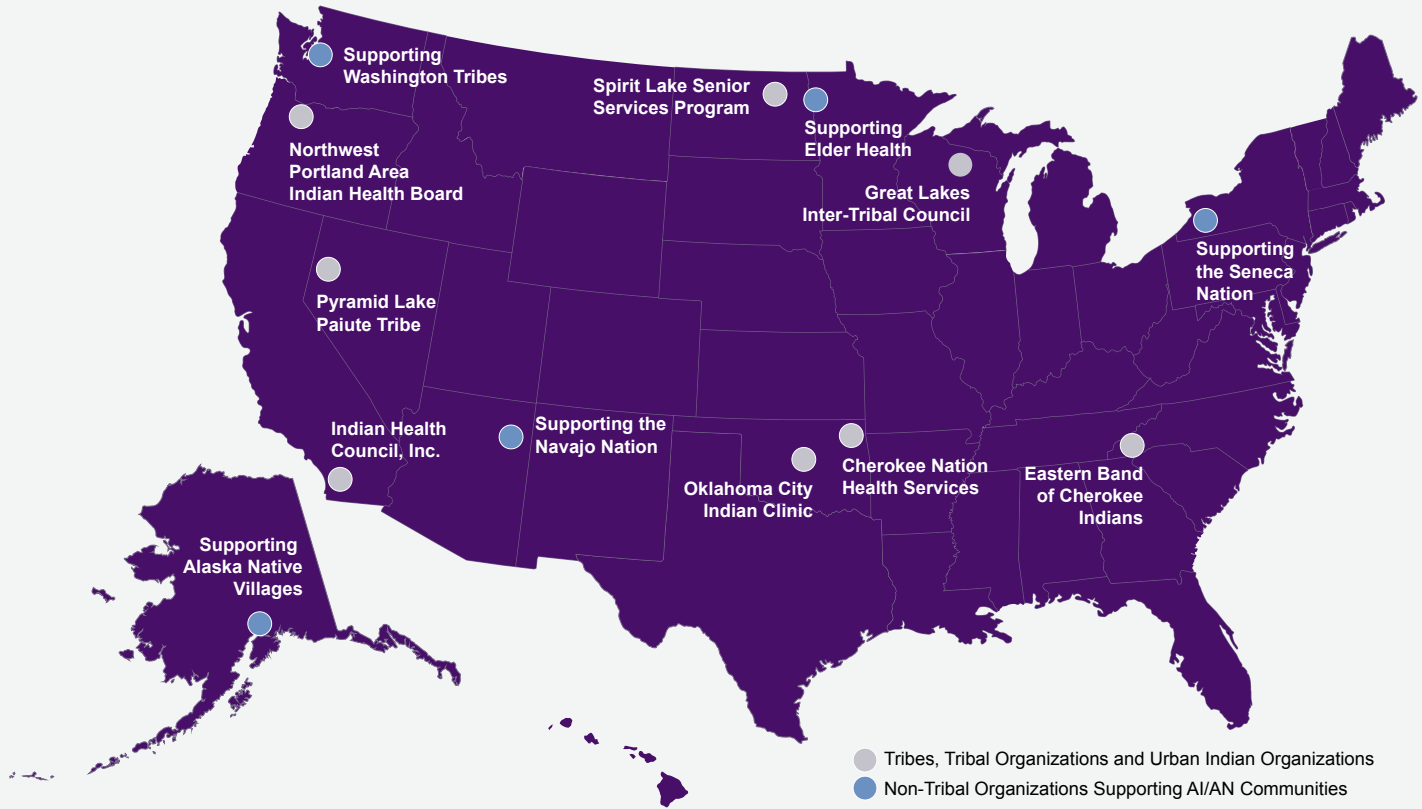 Supporting
Washington Tribes
Northwest
Portland Area
Indian Health Board
Spirit Lake Senior
Services Program
Supporting
Elder Health
Great Lakes
Inter-Tribal Council
Supporting
the Seneca
Nation
Pyramid Lake
Paiute Tribe
Indian Health
Council, Inc.
Supporting the
Navajo Nation
Oklahoma City
Indian Clinic
Cherokee Nation
Health Services
Eastern Band
of Cherokee
Indians
Supporting
Alaska Native
Villages
Tribes, Tribal Organizations and Urban Indian Organizations
Non-Tribal Organizations Supporting AI/AN Communities